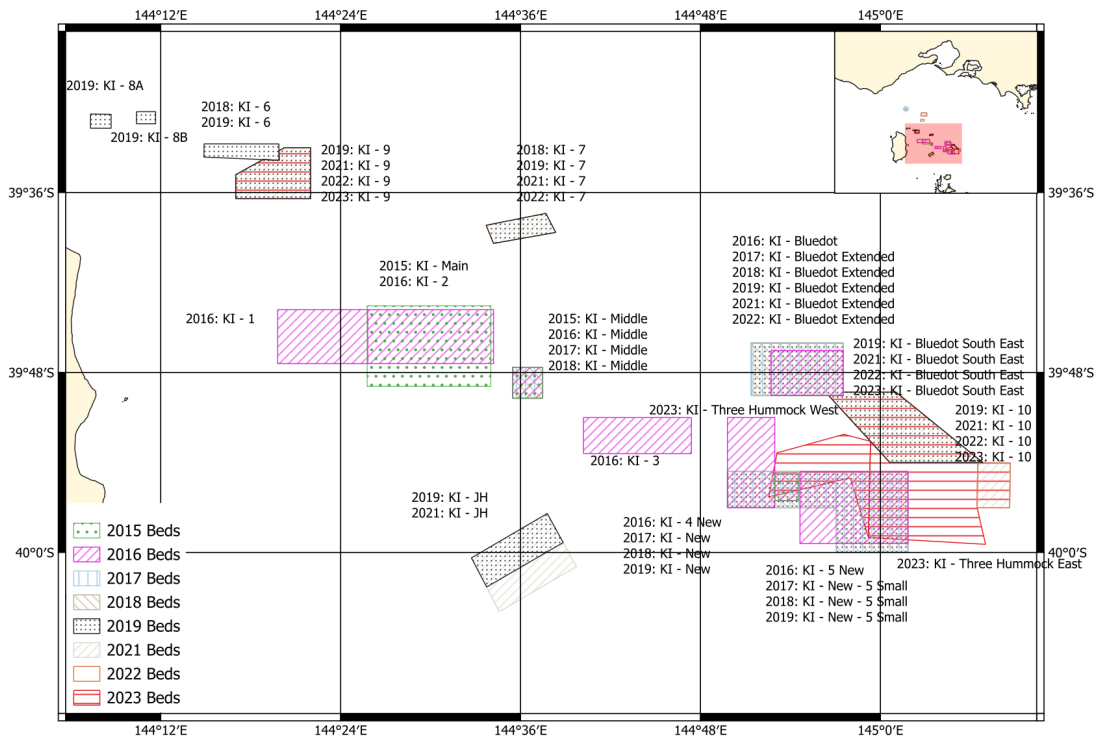 144°12′E 144°24′E 144°36′E 144°48′E 145°0′E
2019: KI - 8A
2019: KI - 8B
2018: KI - 6
2019: KI - 6
2019: KI - 9
2021: KI - 9
2022: KI - 9
2023: KI - 9
2018: KI - 7
2019: KI - 7
2021: KI - 7
2022: KI - 7
39°36′S 39°36′S
2016: KI - Bluedot
2017: KI - Bluedot Extended
2018: KI - Bluedot Extended
2019: KI - Bluedot Extended
2021: KI - Bluedot Extended
2022: KI - Bluedot Extended
2015: KI - Main
2016: KI - 2
2016: KI - 1
2015: KI - Middle
2016: KI - Middle
2017: KI - Middle
2018: KI - Middle
2019: KI - Bluedot South East
2021: KI - Bluedot South East
2022: KI - Bluedot South East
2023: KI - Bluedot South East
39°48′S 39°48′S
2023: KI - Three Hummock West
2019: KI - 10
2021: KI - 10
2022: KI - 10
2023: KI - 10
2016: KI - 3
2019: KI - JH
2021: KI - JH
2016: KI - 4 New
2017: KI - New
2018: KI - New
2019: KI - New
40°0′S 40°0′S
2023: KI - Three Hummock East
2016: KI - 5 New
2017: KI - New - 5 Small
2018: KI - New - 5 Small
2019: KI - New - 5 Small
2015 Beds
2016 Beds
2017 Beds
2018 Beds
2019 Beds
2021 Beds
2022 Beds
2023 Beds
144°12′E 144°24′E 144°36′E 144°48′E 145°0′E